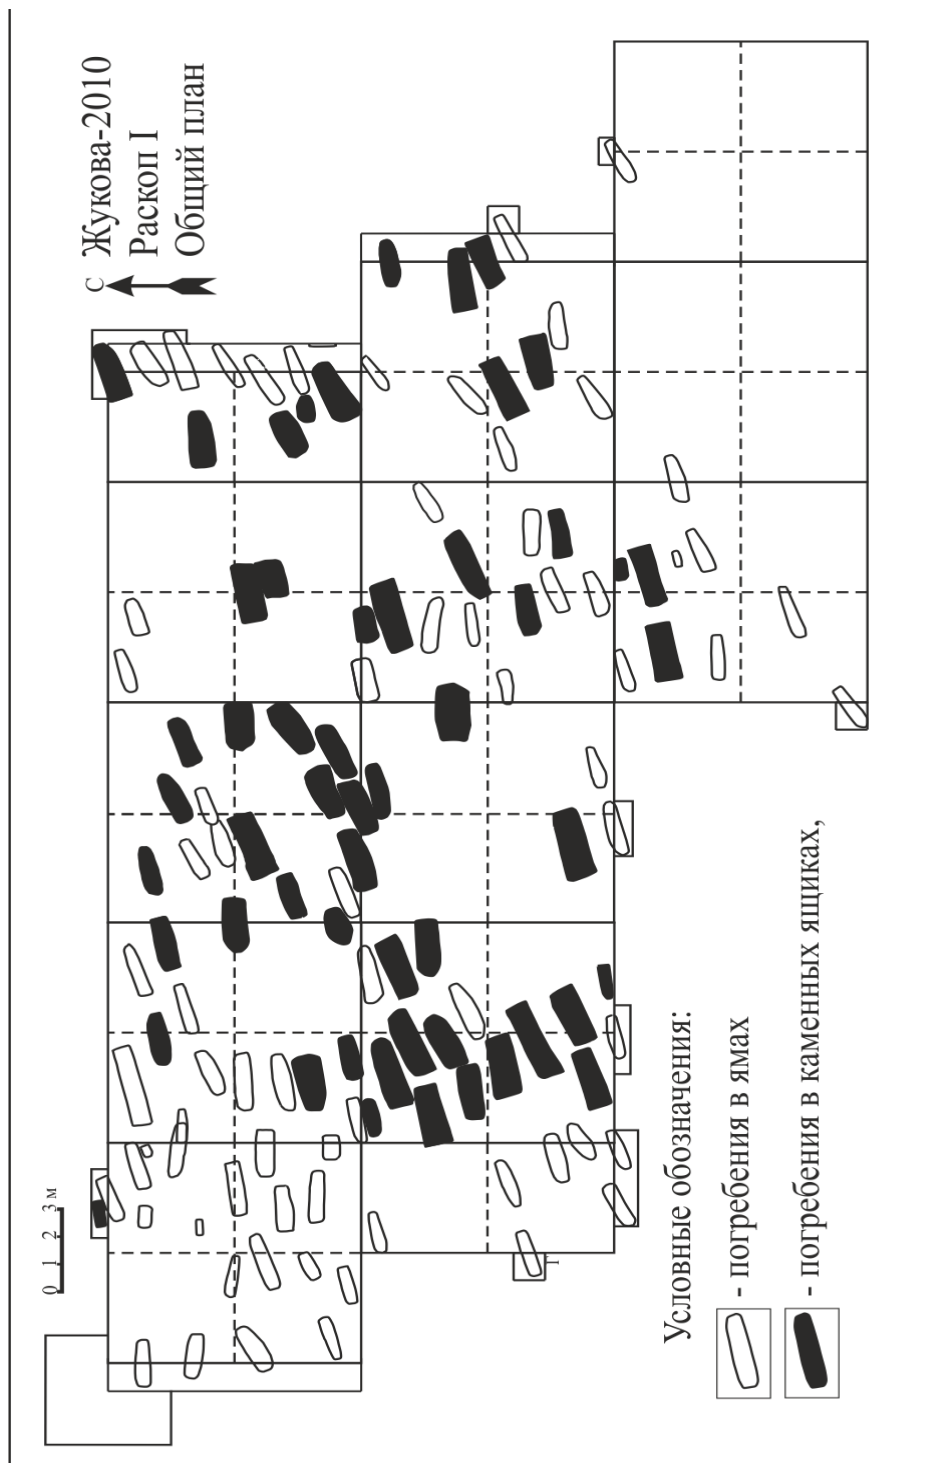 С
Жукова-2010
Раскоп I
Общий план
0 1 2 3 м
Условные обозначения:
- погребения в ямах
- погребения в каменных ящиках,